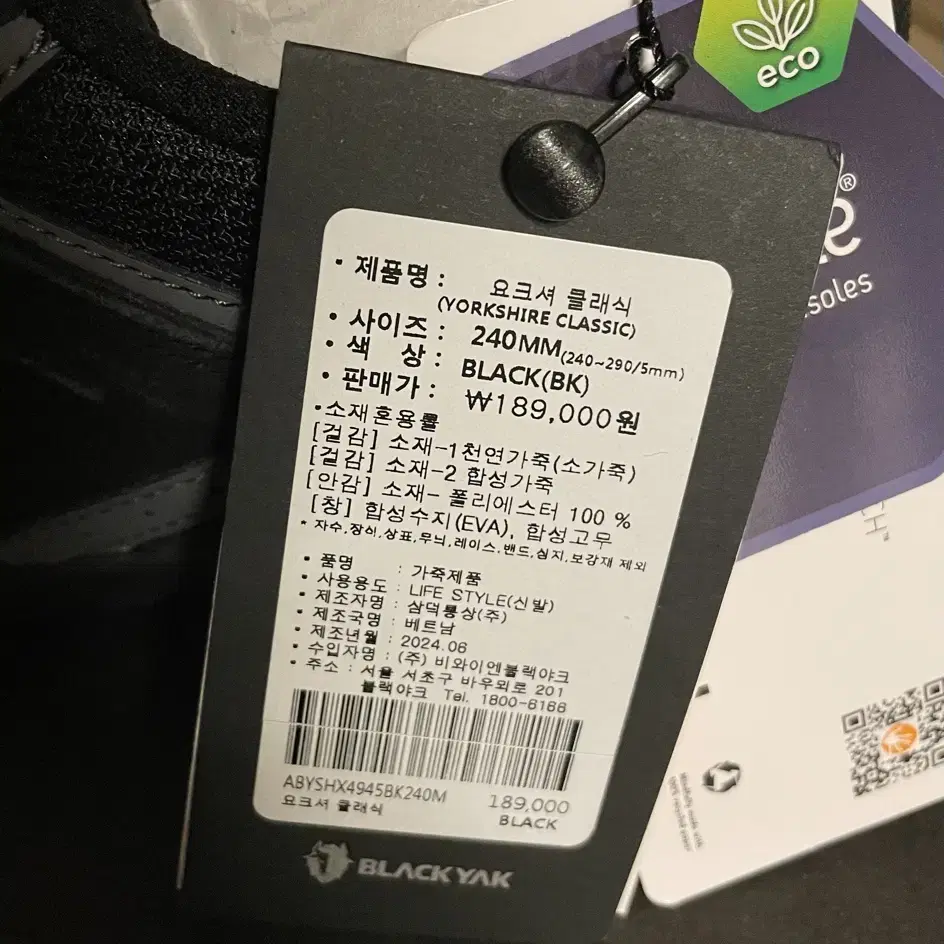 eco
®
soles
• 제품명 : 요크셔 클래식
(YORKSHIRE CLASSIC)
• 사이즈 : 240MM(240~290/5mm)
• 색 상 : BLACK(BK)
• 판매가 : ₩189,000원
•소재혼용률
[겉감] 소재-1천연가죽(소가죽)
[겉감] 소재-2 합성가죽
[안감] 소재- 폴리에스터 100 %
[창] 합성수지(EVA), 합성고무
* 자수,장식,상표,무늬,레이스,밴드,심지,보강재 제외
• 품명 : 가죽제품
• 사용용도 : LIFE STYLE(신발)
• 제조자명 : 삼덕통상(주)
• 제조국명 : 베트남
• 제조년월 : 2024.06
• 수입자명 : (주) 비와이엔블랙야크
• 주소 : 서울 서초구 바우뫼로 201
블랙야크 Tel. 1800-6166
ABYSHX4945BK240M 189,000
요크셔 클래식 BLACK
BLACKYAK